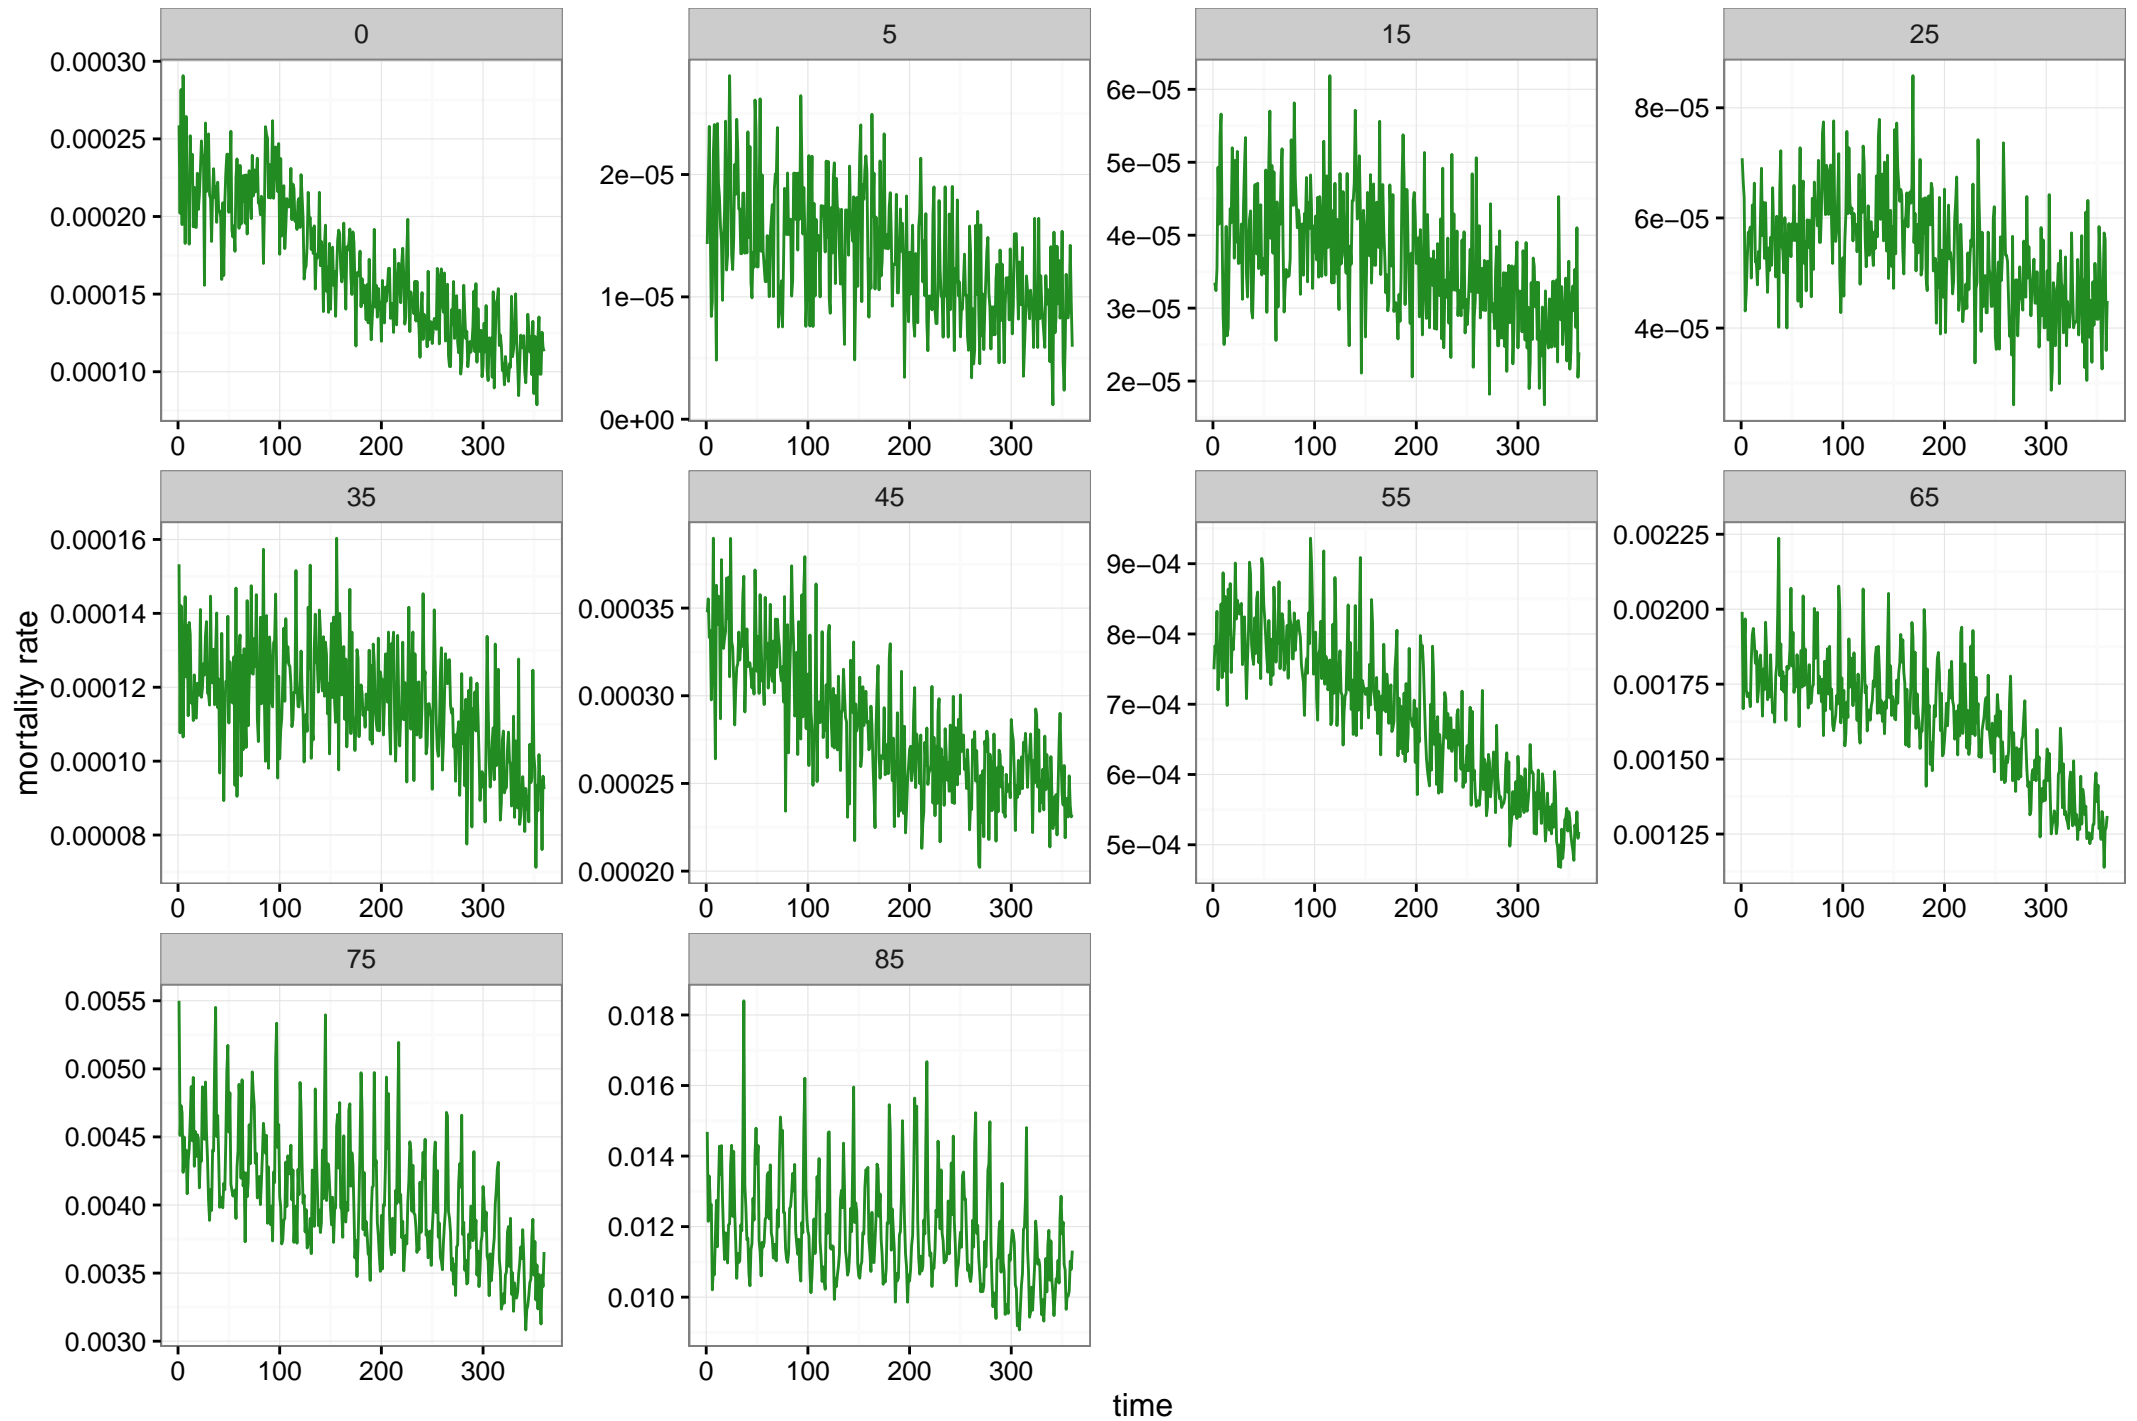 0 5 15 25
0.00030
0.00025
0.00020
0.00015
0.00010
2e−05
1e−05
0e+00
6e−05
5e−05
4e−05
3e−05
2e−05
8e−05
6e−05
4e−05
0 100 200 300 0 100 200 300 0 100 200 300 0 100 200 300
35 45 55 65
0.00016
0.00014
0.00012
0.00010
0.00008
0.00035
0.00030
0.00025
0.00020
9e−04
8e−04
7e−04
6e−04
5e−04
0.00225
0.00200
0.00175
0.00150
0.00125
0 100 200 300 0 100 200 300 0 100 200 300 0 100 200 300
mortality rate
75 85
0.0055
0.0050
0.0045
0.0040
0.0035
0.0030
0.018
0.016
0.014
0.012
0.010
0 100 200 300 0 100 200 300
time